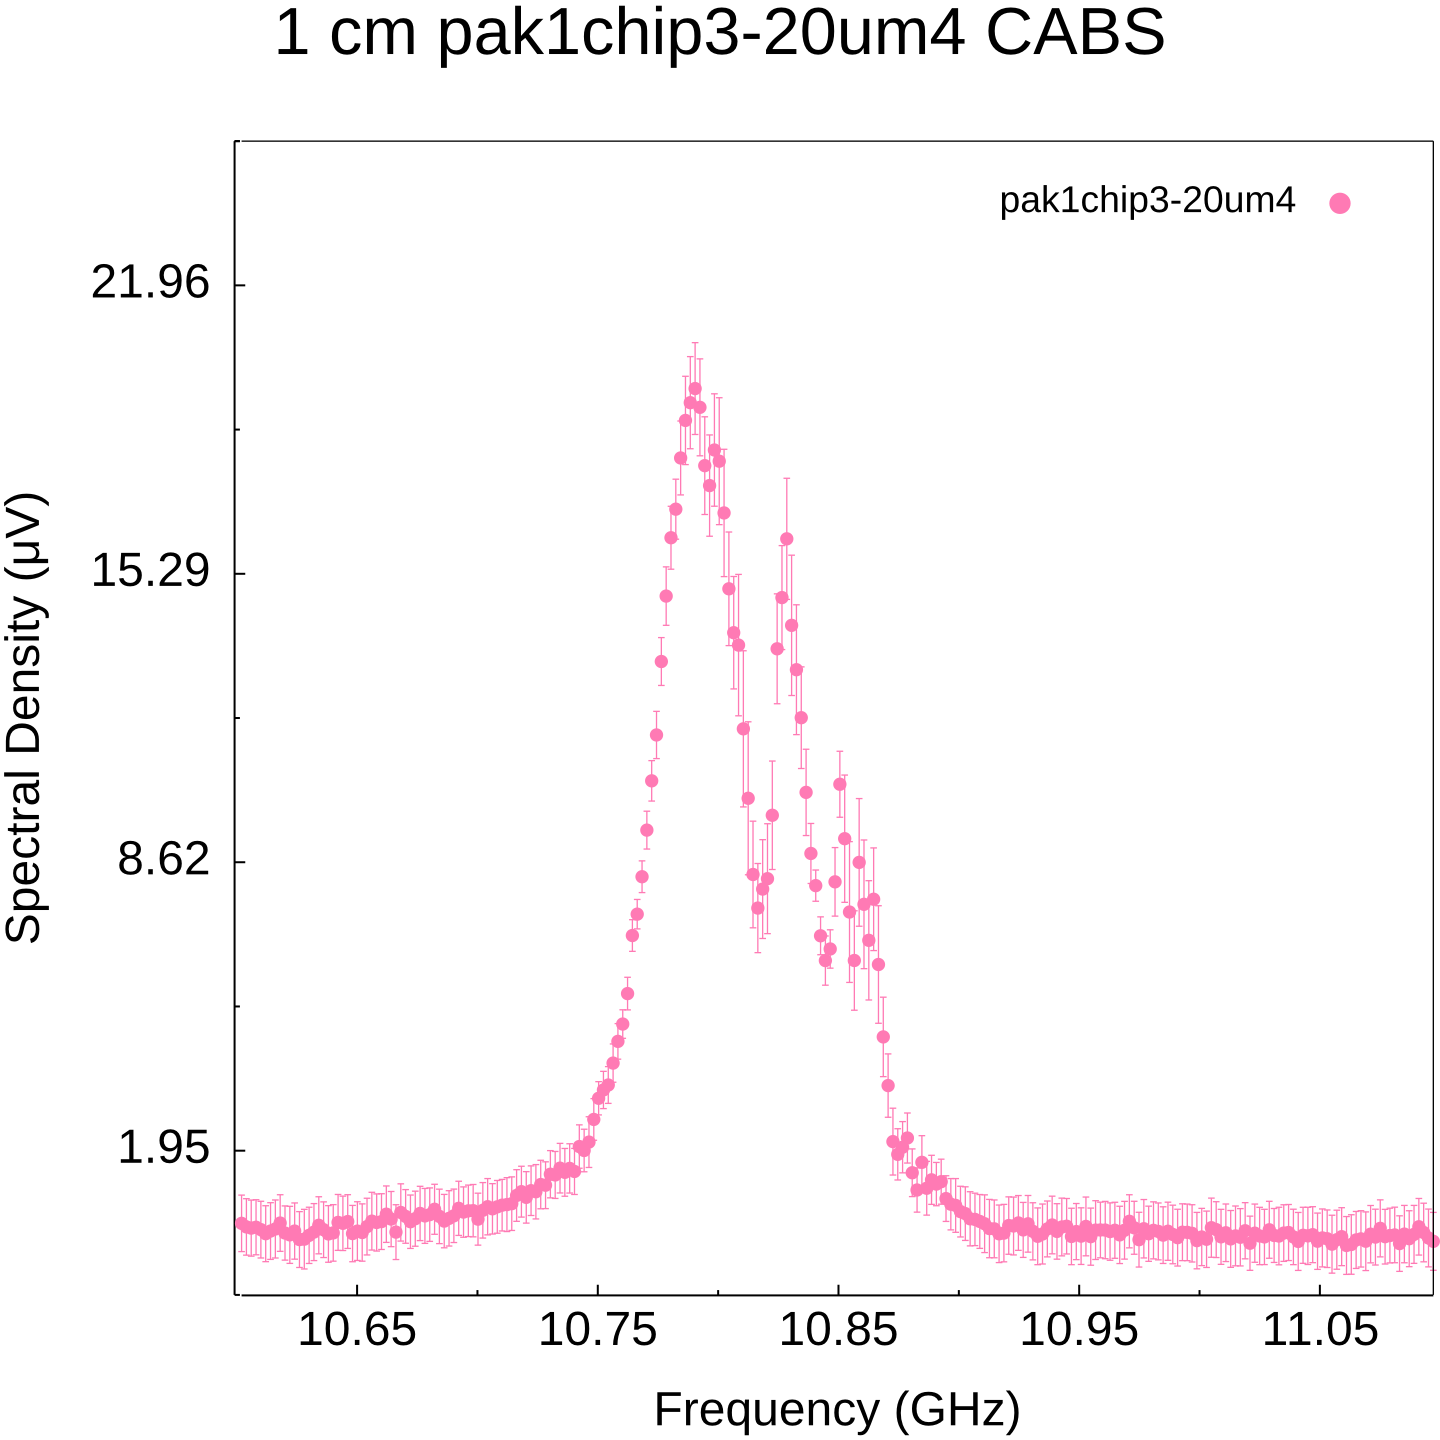 1 cm pak1chip3-20um4 CABS
pak1chip3-20um4
21.96
15.29
8.62
1.95
Spectral Density (μV)
10.65 10.75 10.85 10.95 11.05
Frequency (GHz)